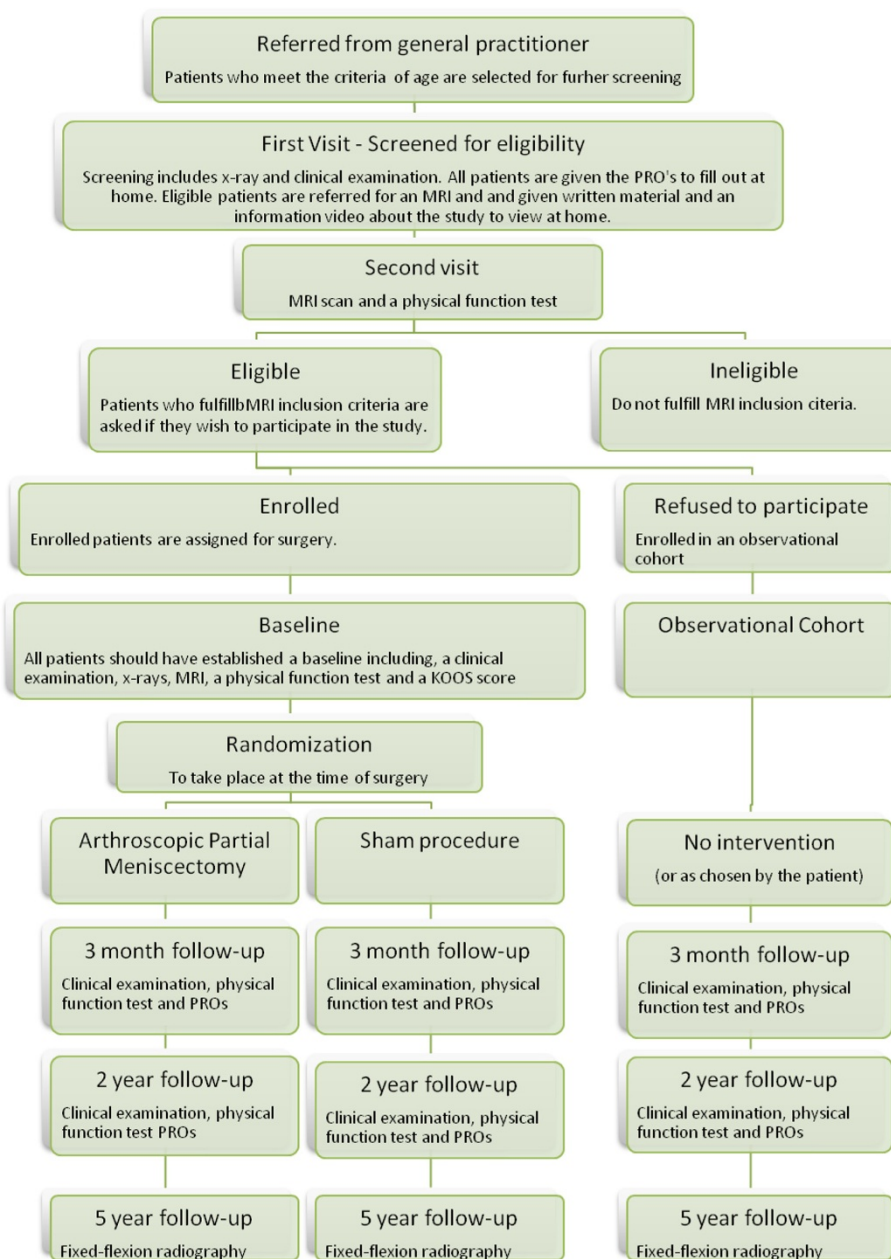 Referred from general practitioner
Patients who meet the criteria of age are selected for furher screening
First Visit - Screened for eligibility
Screening includes x-ray and clinical examination. All patients are given the PRO's to fill out at
home. Eligible patients are referred for an MRI and and given written material and an
information video about the study to view at home.
Second visit
MRI scan and a physical function test
Eligible
Patients who fulfillbMRI inclusion criteria are
asked if they wish to participate in the study.
Ineligible
Do not fulfill MRI inclusion citeria.
Enrolled
Enrolled patients are assigned for surgery.
Refused to participate
Enrolled in an observational
cohort
Baseline
All patients should have established a baseline including, a clinical
examination, x-rays, MRI, a physical function test and a KOOS score
Observational Cohort
Randomization
To take place at the time of surgery
Arthroscopic Partial
Meniscectomy
Sham procedure
No intervention
(or as chosen by the patient)
3 month follow-up
Clinical examination, physical
function test and PROs
3 month follow-up
Clinical examination, physical
function test and PROs
3 month follow-up
Clinical examination, physical
function test and PROs
2 year follow-up
Clinical examination, physical
function test PROs
2 year follow-up
Clinical examination, physical
function test and PROs
2 year follow-up
Clinical examination, physical
function test and PROs
5 year follow-up
Fixed-flexion radiography
5 year follow-up
Fixed-flexion radiography
5 year follow-up
Fixed-flexion radiography